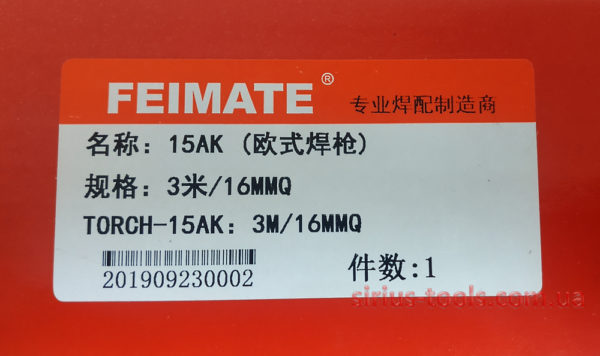 FEIMATE® 专业焊配制造商
名称：15AK (欧式焊枪)
规格：3米/16MMQ
TORCH-15AK：3M/16MMQ
201909230002
件数:1
sirius-tools.com.ua